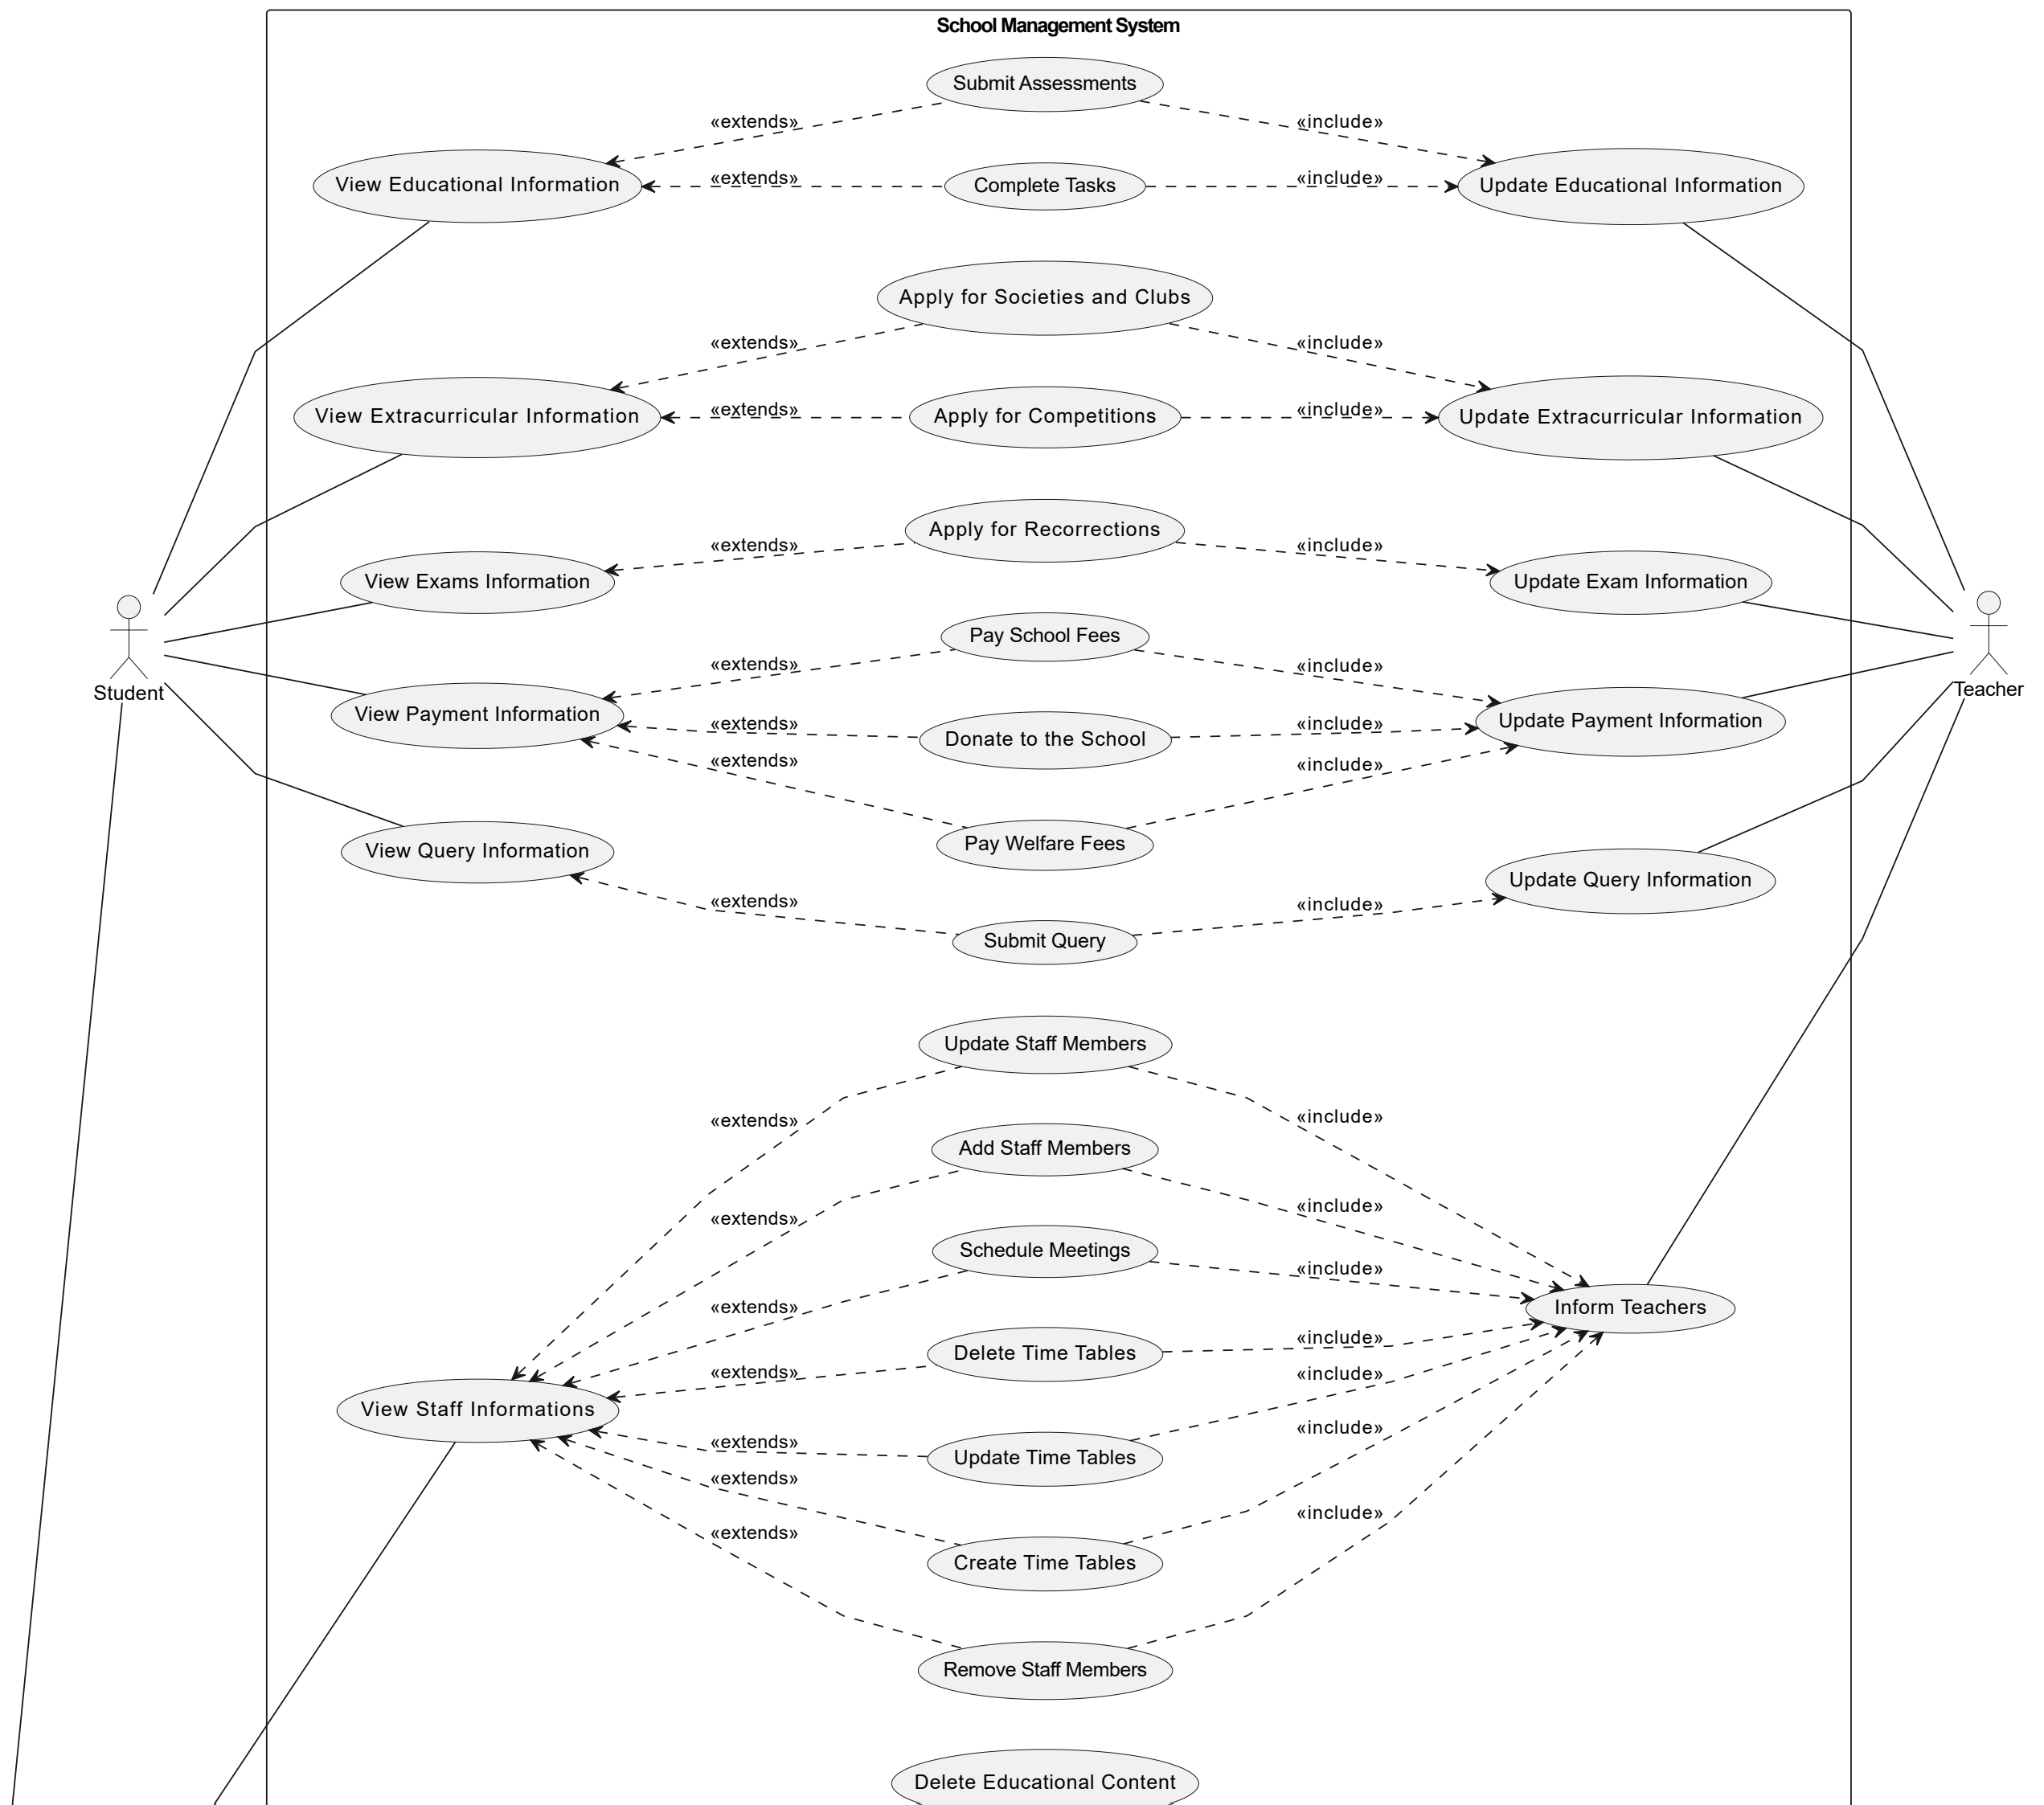 School Management System
Submit Assessments
«extends»
«include»
View Educational Information
«extends»
Complete Tasks
«include»
Update Educational Information
Apply for Societies and Clubs
«extends»
«include»
View Extracurricular Information
«extends»
Apply for Competitions
«include»
Update Extracurricular Information
Apply for Recorrections
«extends»
«include»
View Exams Information
Update Exam Information
Pay School Fees
«extends»
«include»
Student
Teacher
View Payment Information
«extends»
Donate to the School
«include»
Update Payment Information
«extends»
«include»
Pay Welfare Fees
View Query Information
Update Query Information
«extends»
«include»
Submit Query
Update Staff Members
«extends»
«include»
Add Staff Members
«extends»
«include»
Schedule Meetings
«include»
«extends»
Inform Teachers
Delete Time Tables
«include»
«extends»
«include»
View Staff Informations
«extends»
Update Time Tables
«include»
«extends»
«include»
«extends»
Create Time Tables
Remove Staff Members
Delete Educational Content